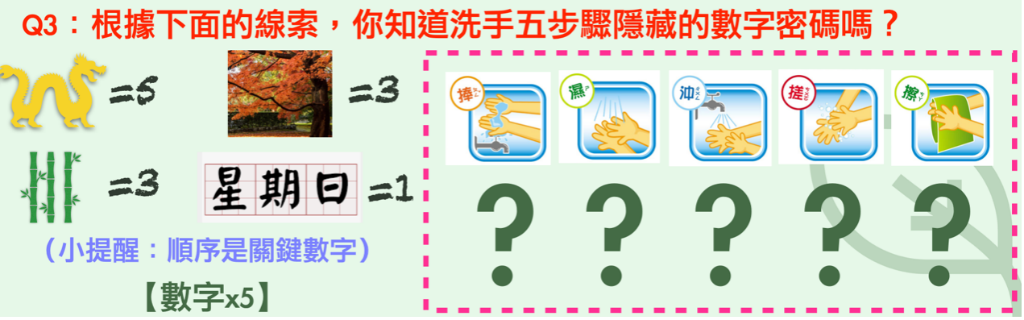 Q3：根據下面的線索，你知道洗手五步驟隱藏的數字密碼嗎？
=5
=3
=3
星期日
=1
（小提醒：順序是關鍵數字）
【數字x5】
捧
濕
沖
搓
擦
? ? ? ? ?